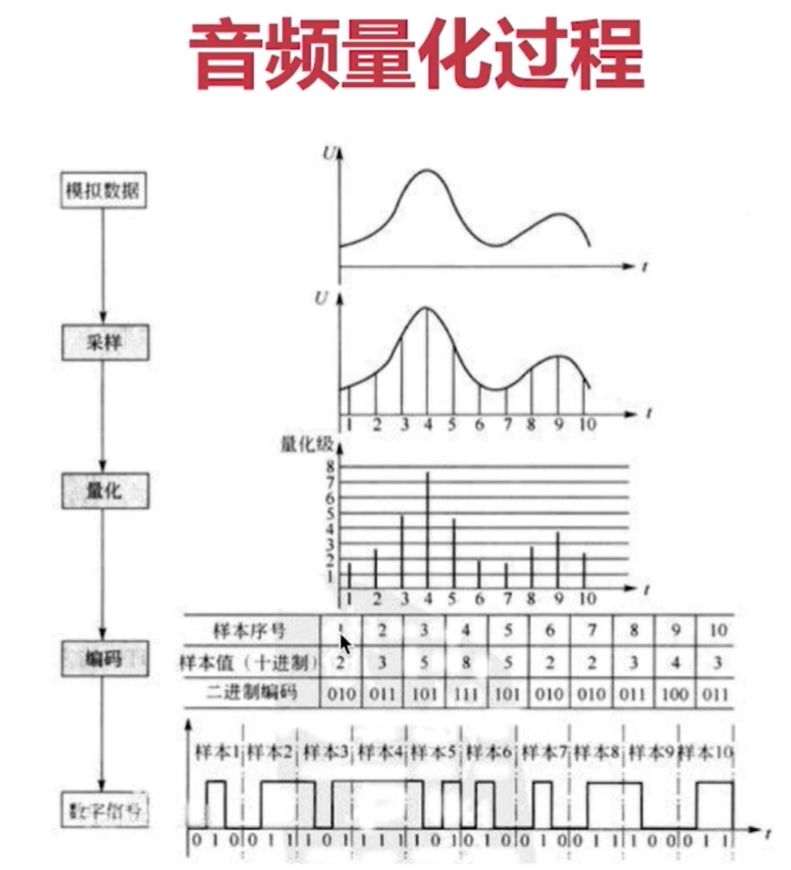 音频量化过程
模拟数据
U
t
采样
U
1 2 3 4 5 6 7 8 9 10
t
量化
量化级
8
7
6
5
4
3
2
1
1 2 3 4 5 6 7 8 9 10
t
编码
样本序号 1 2 3 4 5 6 7 8 9 10
样本值（十进制） 2 3 5 8 5 2 2 3 4 3
二进制编码 010 011 101 111 101 010 010 011 100 011
样本1 样本2 样本3 样本4 样本5 样本6 样本7 样本8 样本9 样本10
数字信号
0 1 0 0 1 1 1 0 1 1 1 1 1 0 1 0 1 0 0 1 0 0 1 1 1 0 0 0 1 1
t